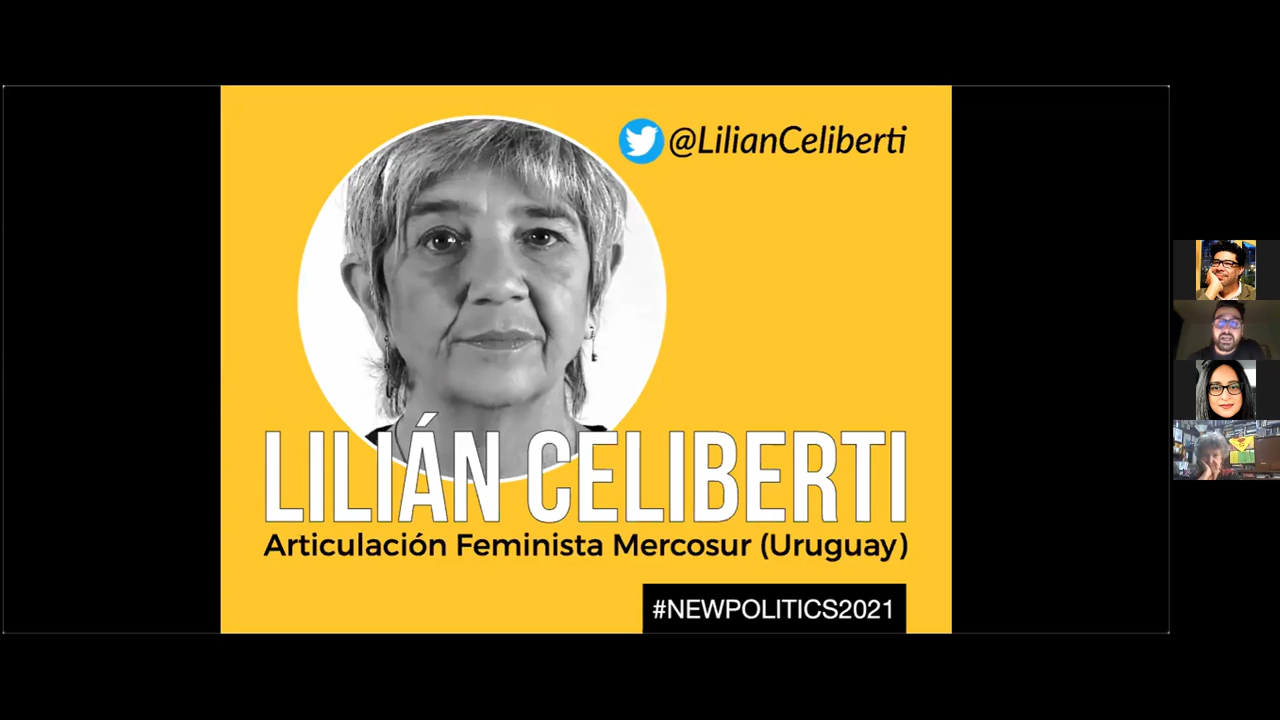 @LilianCeliberti
LILIÁN CELIBERTI
Articulación Feminista Mercosur (Uruguay)
#NEWPOLITICS2021